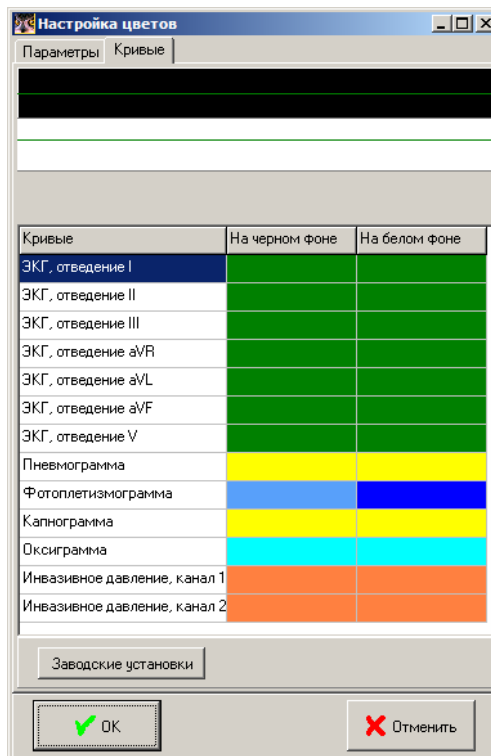 Настройка цветов
Параметры Кривые
Кривые На черном фоне На белом фоне
ЭКГ, отведение I
ЭКГ, отведение II
ЭКГ, отведение III
ЭКГ, отведение aVR
ЭКГ, отведение aVL
ЭКГ, отведение aVF
ЭКГ, отведение V
Пневмограмма
Фотоплетизмограмма
Капнограмма
Оксиграмма
Инвазивное давление, канал 1
Инвазивное давление, канал 2
Заводские установки
OK Отменить